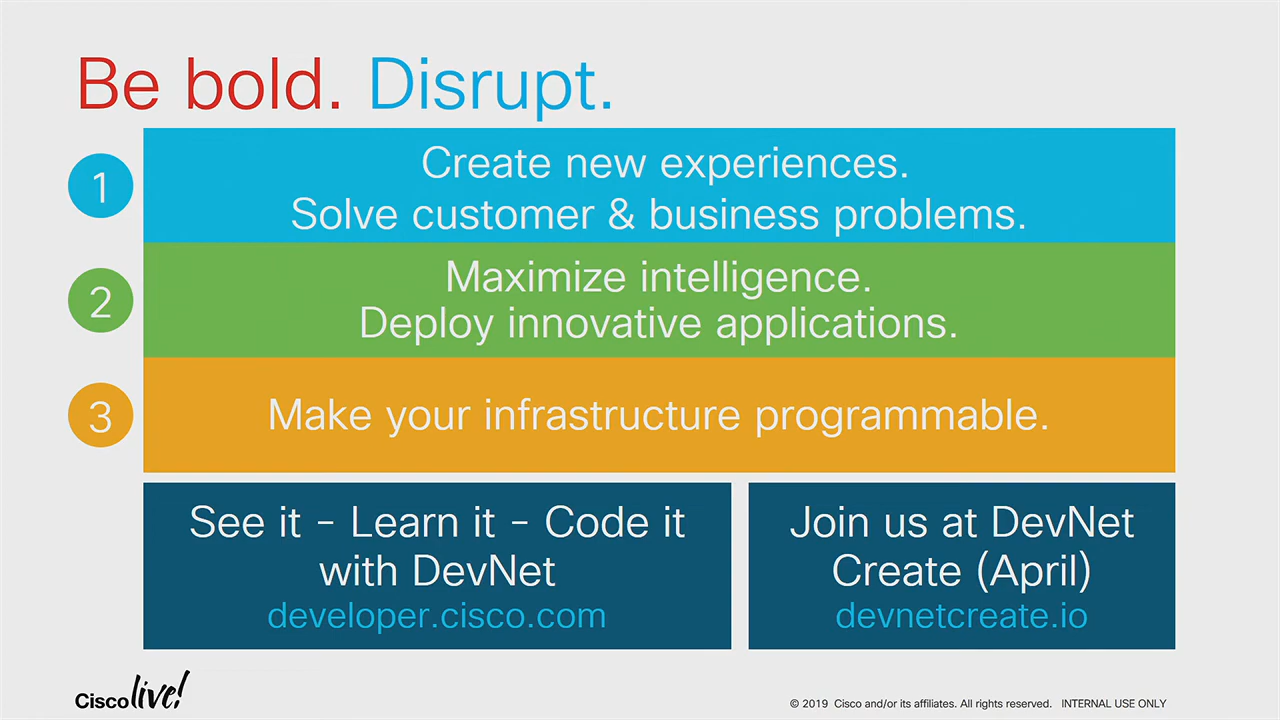 Be bold. Disrupt.
1
Create new experiences.
Solve customer & business problems.
2
Maximize intelligence.
Deploy innovative applications.
3
Make your infrastructure programmable.
See it - Learn it - Code it
with DevNet
developer.cisco.com
Join us at DevNet
Create (April)
devnetcreate.io
Cisco live!
© 2019 Cisco and/or its affiliates. All rights reserved. INTERNAL USE ONLY